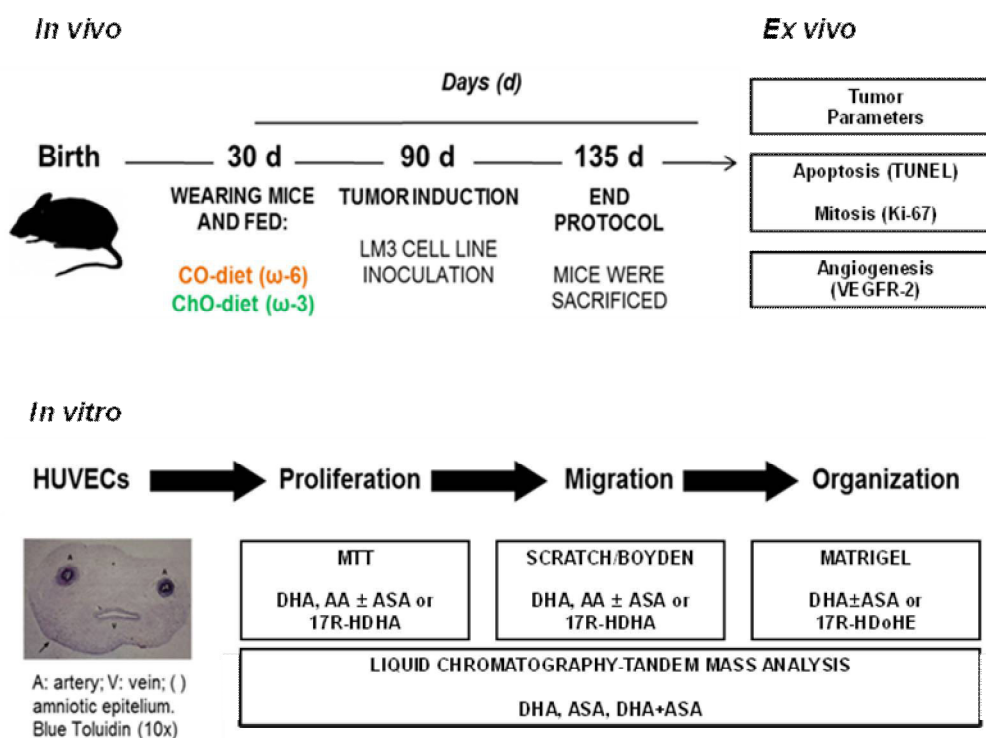 In vivo
Ex vivo
Days (d)
Birth
30 d
90 d
135 d
WEARING MICE
AND FED:
CO-diet (ω-6)
ChO-diet (ω-3)
TUMOR INDUCTION
LM3 CELL LINE
INOCULATION
END
PROTOCOL
MICE WERE
SACRIFICED
Tumor
Parameters
Apoptosis (TUNEL)
Mitosis (Ki-67)
Angiogenesis
(VEGFR-2)
In vitro
HUVECs
Proliferation
Migration
Organization
A
A
V
A: artery; V: vein; ( )
amniotic epitelium.
Blue Toluidin (10x)
MTT
DHA, AA ± ASA or
17R-HDHA
SCRATCH/BOYDEN
DHA, AA ± ASA or
17R-HDHA
MATRIGEL
DHA±ASA or
17R-HDoHE
LIQUID CHROMATOGRAPHY-TANDEM MASS ANALYSIS
DHA, ASA, DHA+ASA